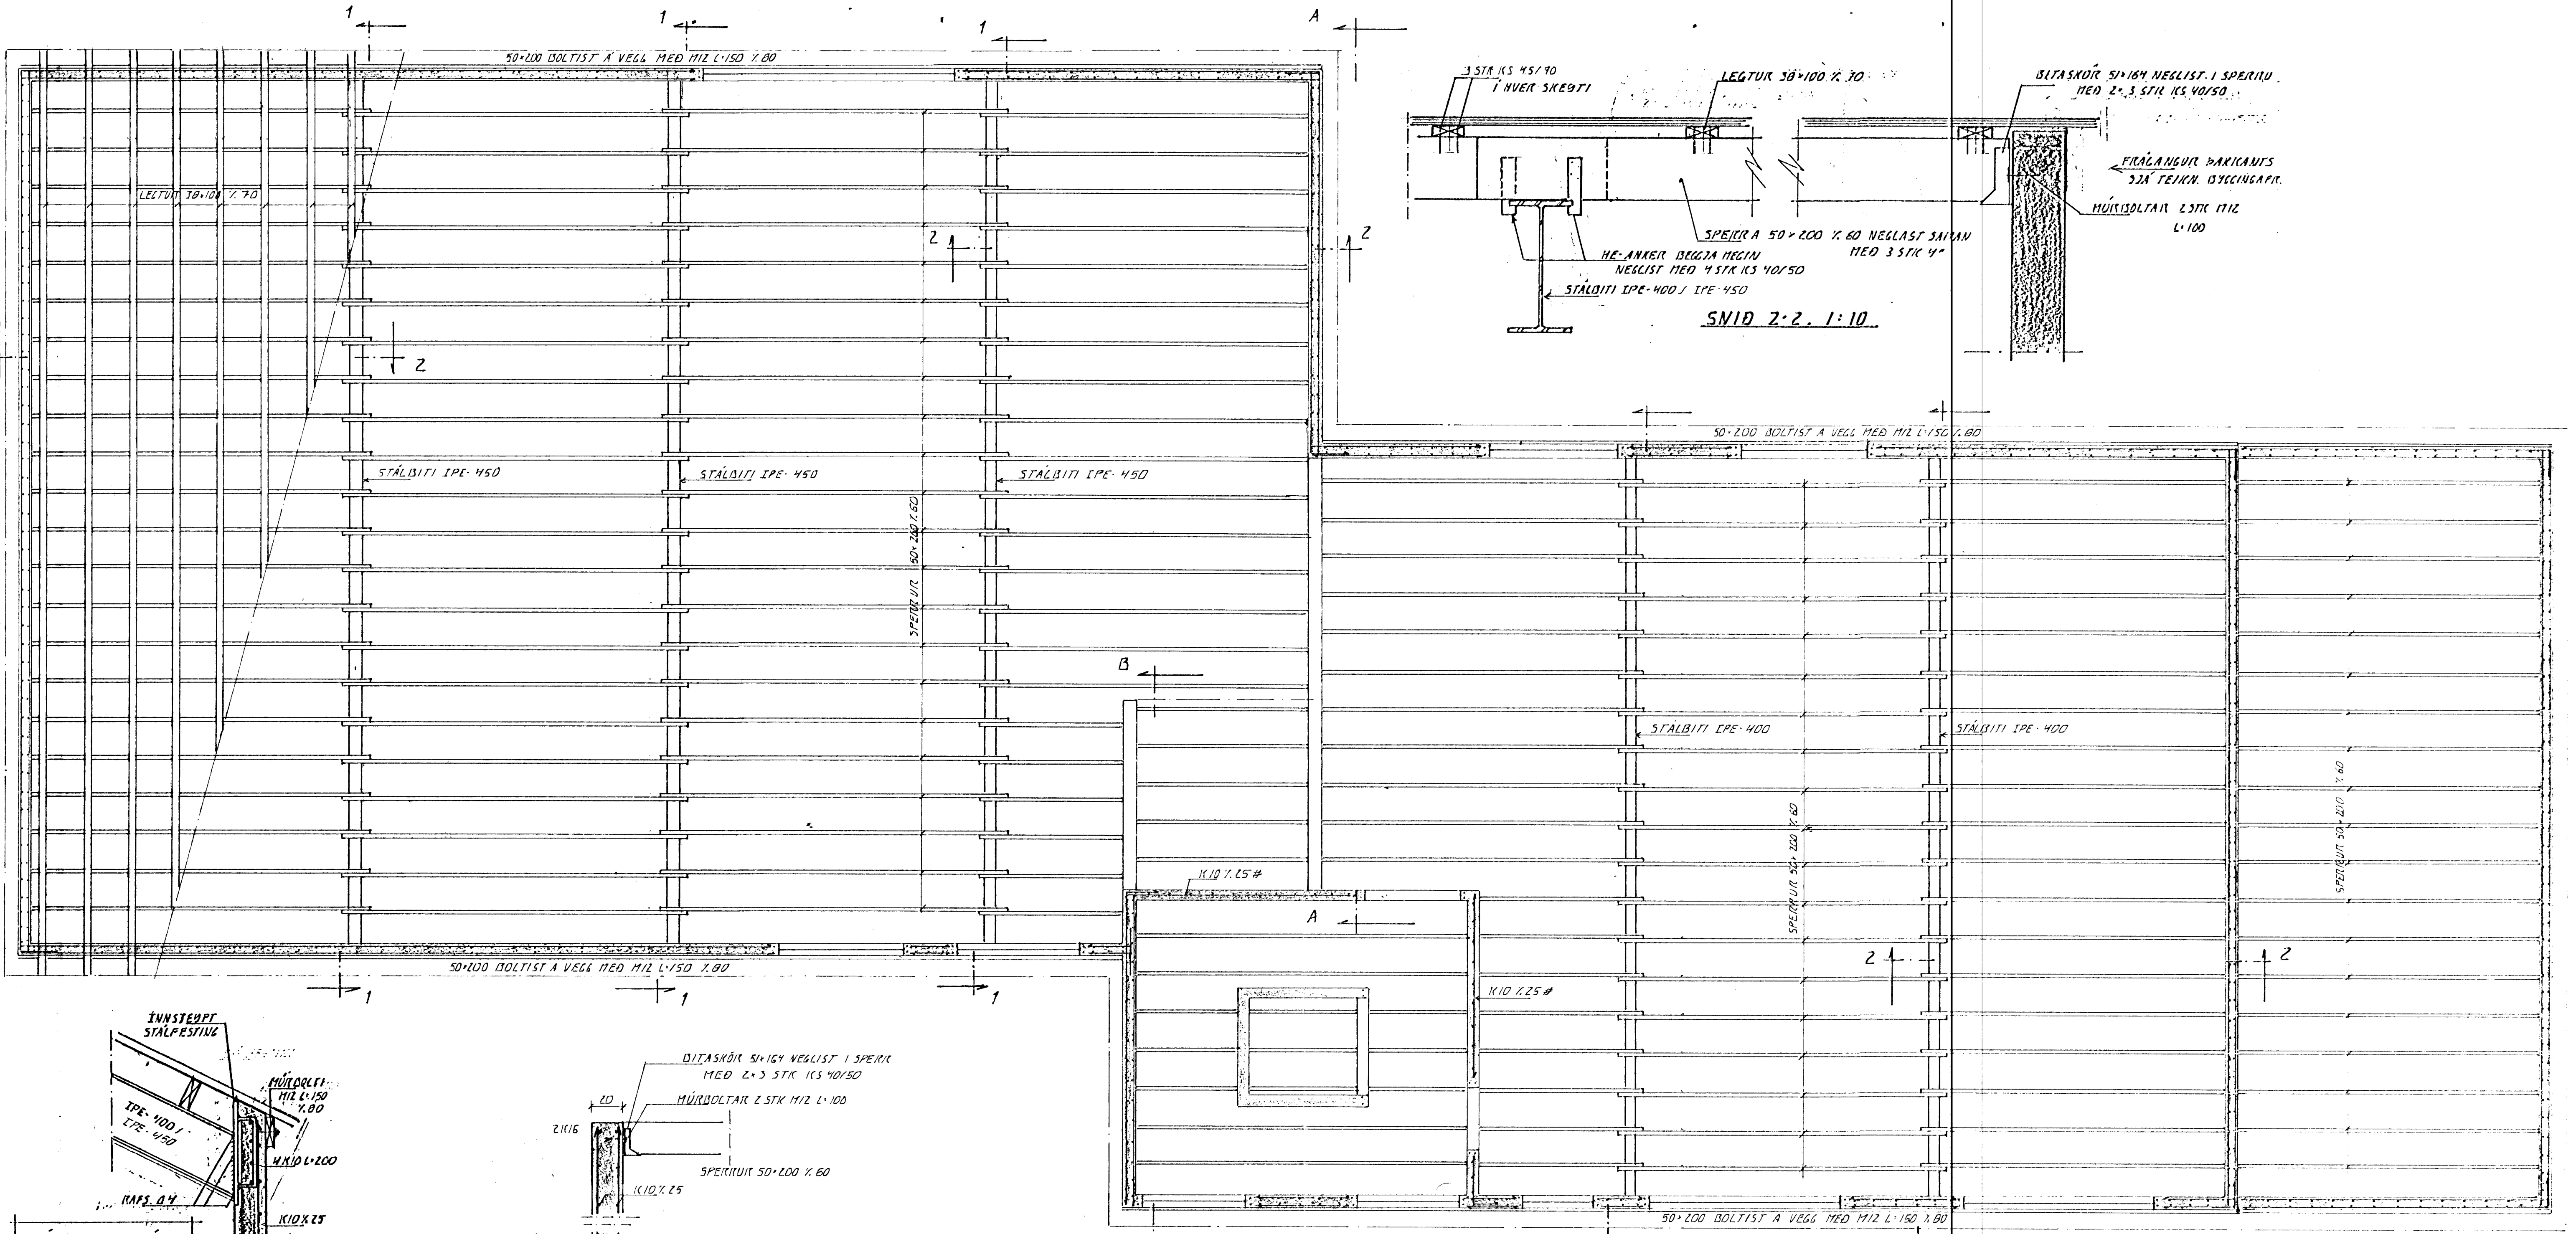 1
1
1
A
50×200 BOLTIST Á VEGG MEÐ M12 L=150 % 80
3 STK KS 45/90
Í HVER SKEYTI
LEGTUR 38×100 % 70
BITASKÓR 51×164 NEGLIST Í SPERRU
MEÐ 2×3 STK KS 40/50
FRÁGANGUR ÞAKKANTS
SJÁ TEIKN. BYGGINGAFR.
MÚRBOLTAR 2 STK M12
L=100
SPERRA 50×200 % 60 NEGLAST SAMAN
MEÐ 3 STK 4"
HE-ANKER BEGGJA MEGIN
NEGLIST MEÐ 4 STK KS 40/50
STÁLBITI IPE-400 / IPE-450
SNIÐ 2-2. 1:10
LEGTUR 38×100 % 70
2
2
2
50×200 BOLTIST Á VEGG MEÐ M12 L=150 % 80
STÁLBITI IPE-450
STÁLBITI IPE-450
STÁLBITI IPE-450
SPERRUR 50×200 % 60
B
STÁLBITI IPE-400
STÁLBITI IPE-400
SPERRUR 50×200 % 60
SPERRUR 50×200 % 60
K10 % 25 #
A
K10 % 25 #
2
2
50×200 BOLTIST Á VEGG MEÐ M12 L=150 % 80
1
1
1
INNSTEYPT
STÁLFESTING
MÚRBOLTI
M12 L=150
% 80
IPE-400 /
IPE-450
4K10 L=200
RAFS. Δ4
K10 % 25
BITASKÓR 51×164 NEGLIST Í SPERR
MEÐ 2×3 STK KS 40/50
MÚRBOLTAR 2 STK M12 L=100
20
2K16
SPERRUR 50×200 % 60
K10 % 25
50×200 BOLTIST Á VEGG MEÐ M12 L=150 % 80